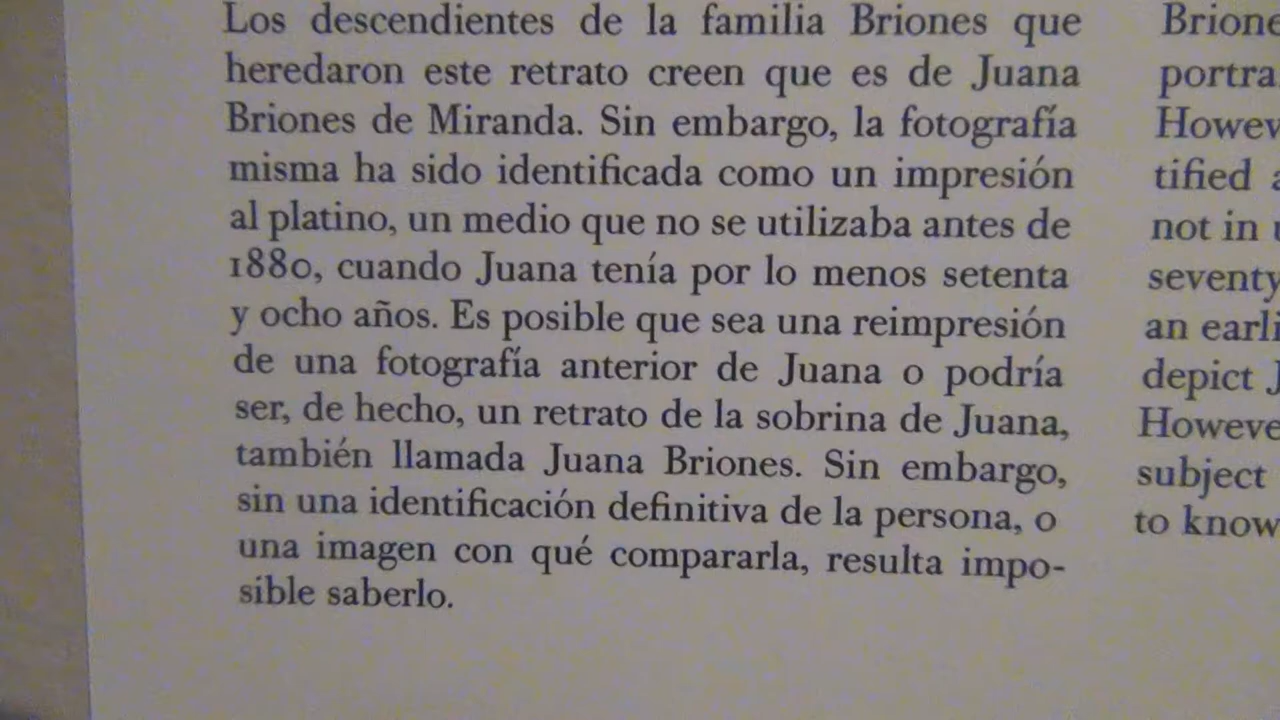 Los descendientes de la familia Briones que
heredaron este retrato creen que es de Juana
Briones de Miranda. Sin embargo, la fotografía
misma ha sido identificada como un impresión
al platino, un medio que no se utilizaba antes de
1880, cuando Juana tenía por lo menos setenta
y ocho años. Es posible que sea una reimpresión
de una fotografía anterior de Juana o podría
ser, de hecho, un retrato de la sobrina de Juana,
también llamada Juana Briones. Sin embargo,
sin una identificación definitiva de la persona, o
una imagen con qué compararla, resulta impo-
sible saberlo.
Brione
portra
Howev
tified a
not in u
seventy
an earli
depict J
Howeve
subject
to know